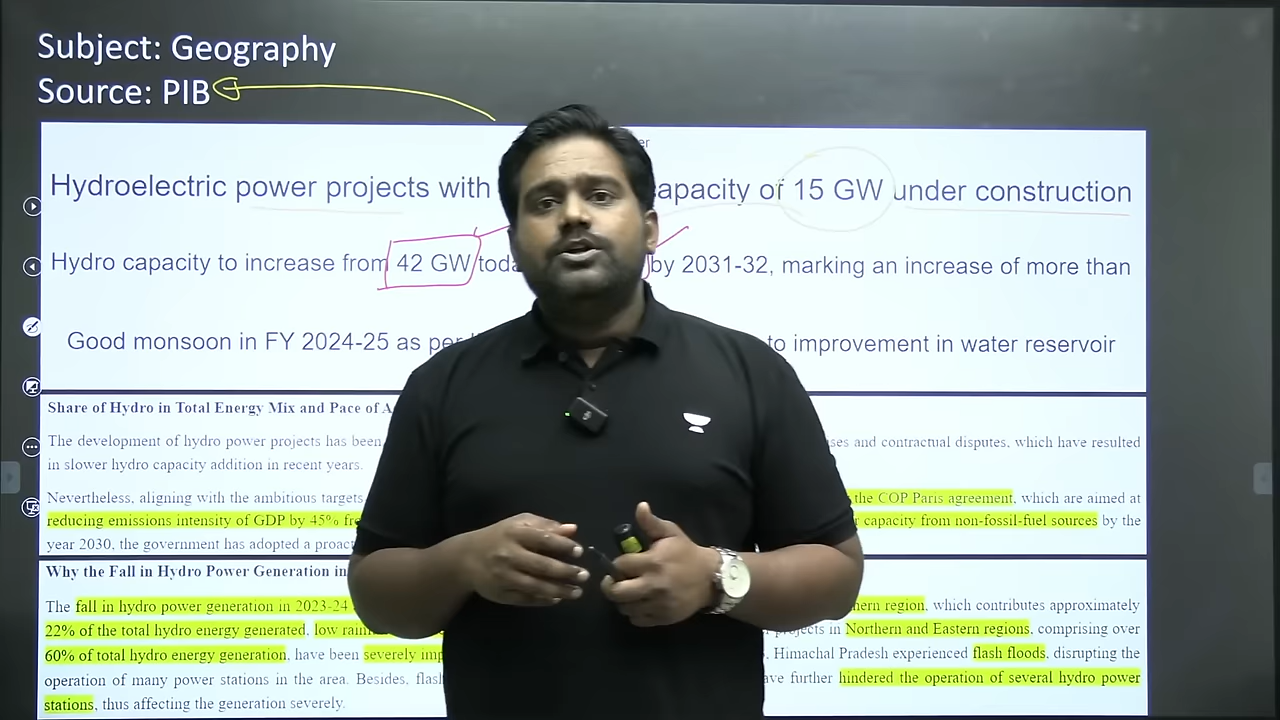 Subject: Geography
Source: PIB
Hydroelectric power projects with apacity of 15 GW under construction
Hydro capacity to increase from 42 GW toda by 2031-32, marking an increase of more than
Good monsoon in FY 2024-25 as per to improvement in water reservoir
Share of Hydro in Total Energy Mix and Pace of A
The development of hydro power projects has been ses and contractual disputes, which have resulted
in slower hydro capacity addition in recent years.
Nevertheless, aligning with the ambitious targets the COP Paris agreement, which are aimed at
reducing emissions intensity of GDP by 45% fr capacity from non-fossil-fuel sources by the
year 2030, the government has adopted a proac
Why the Fall in Hydro Power Generation in
The fall in hydro power generation in 2023-24 hern region, which contributes approximately
22% of the total hydro energy generated, low rain projects in Northern and Eastern regions, comprising over
60% of total hydro energy generation, have been severely imp Himachal Pradesh experienced flash floods, disrupting the
operation of many power stations in the area. Besides, flash ave further hindered the operation of several hydro power
stations, thus affecting the generation severely.